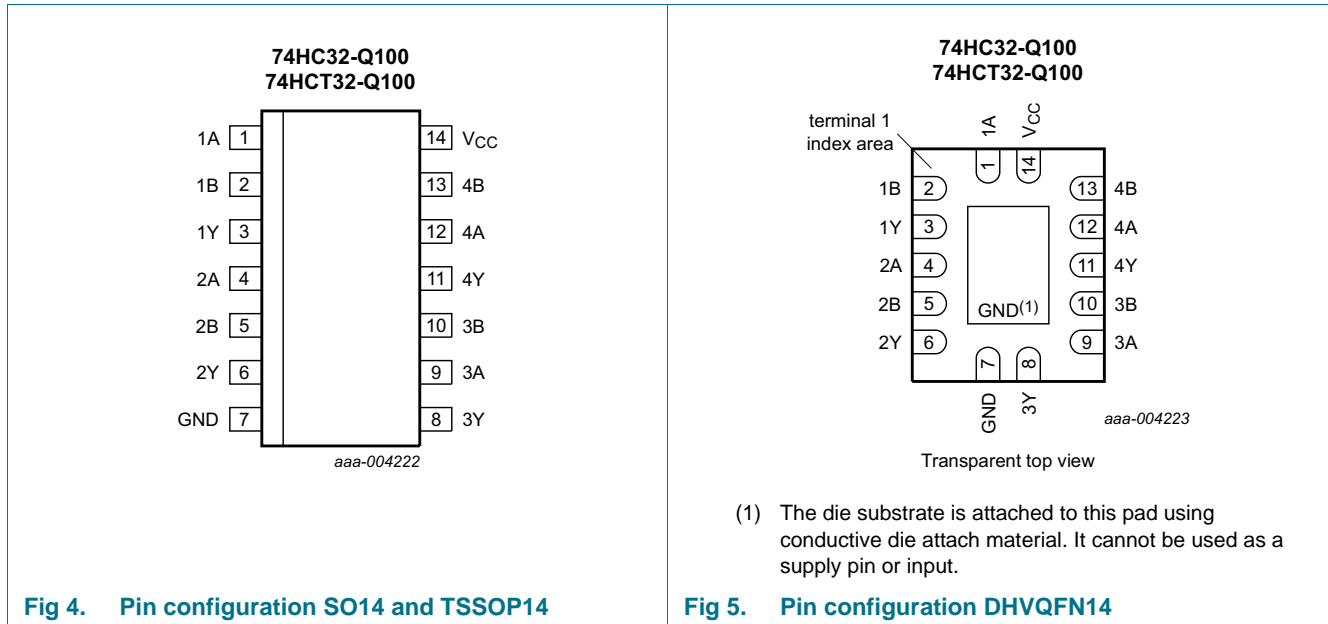 74HC32-Q100
74HCT32-Q100
1A 1
14 VCC
1B 2
13 4B
1Y 3
12 4A
2A 4
11 4Y
2B 5
10 3B
2Y 6
9 3A
GND 7
8 3Y
aaa-004222
Fig 4. Pin configuration SO14 and TSSOP14
74HC32-Q100
74HCT32-Q100
terminal 1
index area
1A
VCC
1
14
1B 2
13 4B
1Y 3
12 4A
2A 4
11 4Y
2B 5
10 3B
2Y 6
9 3A
GND(1)
7
8
GND
3Y
aaa-004223
Transparent top view
(1) The die substrate is attached to this pad using
conductive die attach material. It cannot be used as a
supply pin or input.
Fig 5. Pin configuration DHVQFN14